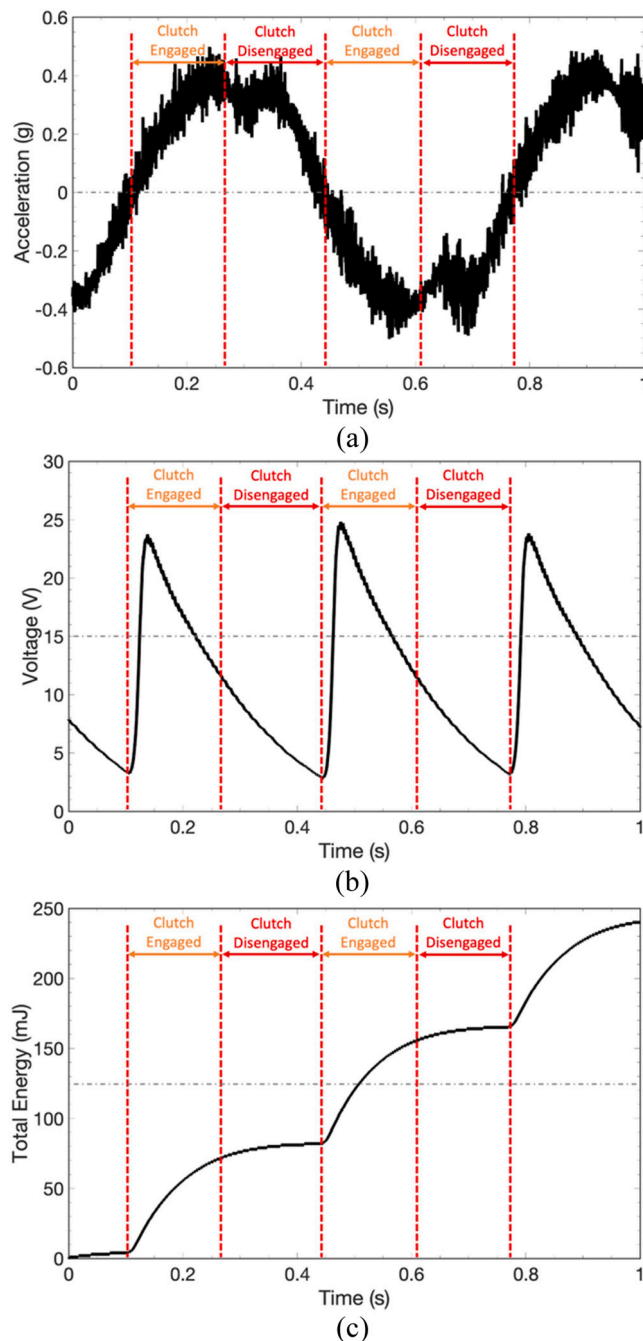 Clutch Clutch Clutch Clutch
Engaged Disengaged Engaged Disengaged
0.6
0.4
0.2
0
-0.2
-0.4
-0.6
Acceleration (g)
0 0.2 0.4 0.6 0.8 1
Time (s)
(a)
Clutch Clutch Clutch Clutch
Engaged Disengaged Engaged Disengaged
30
25
20
15
10
5
0
Voltage (V)
0 0.2 0.4 0.6 0.8 1
Time (s)
(b)
Clutch Clutch Clutch Clutch
Engaged Disengaged Engaged Disengaged
250
200
150
100
50
0
Total Energy (mJ)
0 0.2 0.4 0.6 0.8 1
Time (s)
(c)